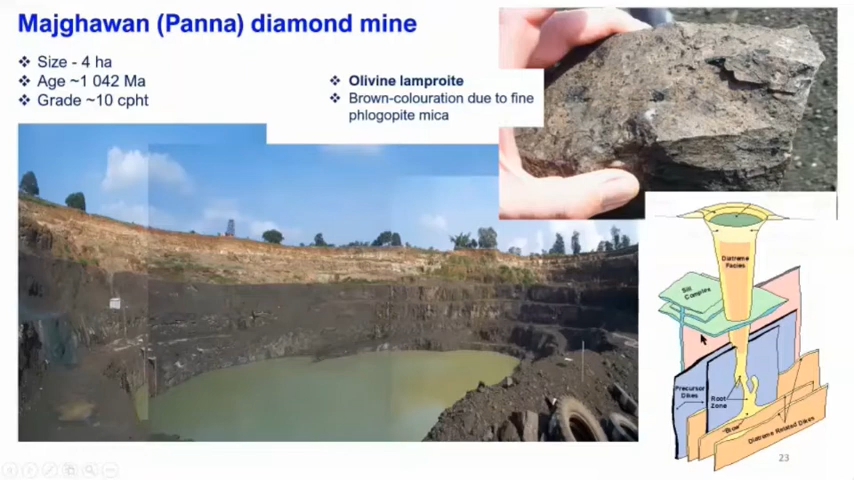 Majghawan (Panna) diamond mine
❖ Size - 4 ha
❖ Age ~1 042 Ma
❖ Grade ~10 cpht
❖ Olivine lamproite
❖ Brown-colouration due to fine
phlogopite mica
Diatreme
Facies
Sill
Complex
Precursor
Dikes
Root
Zone
Blow
Diatreme Related Dikes
23